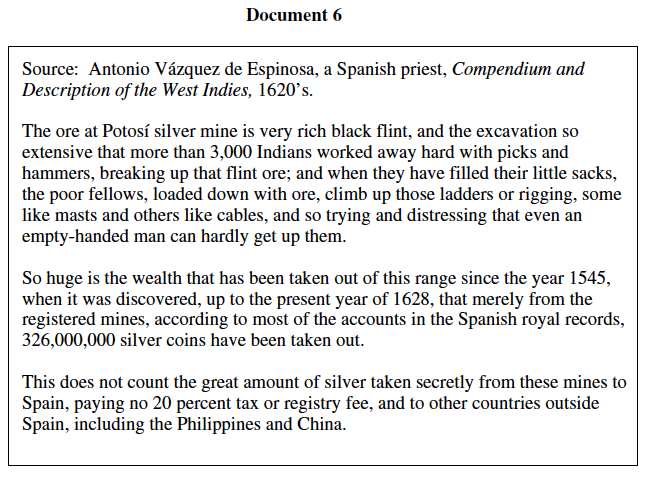 Document 6
Source:  Antonio Vázquez de Espinosa, a Spanish priest, Compendium and
Description of the West Indies, 1620’s.
The ore at Potosí silver mine is very rich black flint, and the excavation so
extensive that more than 3,000 Indians worked away hard with picks and
hammers, breaking up that flint ore; and when they have filled their little sacks,
the poor fellows, loaded down with ore, climb up those ladders or rigging, some
like masts and others like cables, and so trying and distressing that even an
empty-handed man can hardly get up them.
So huge is the wealth that has been taken out of this range since the year 1545,
when it was discovered, up to the present year of 1628, that merely from the
registered mines, according to most of the accounts in the Spanish royal records,
326,000,000 silver coins have been taken out.
This does not count the great amount of silver taken secretly from these mines to
Spain, paying no 20 percent tax or registry fee, and to other countries outside
Spain, including the Philippines and China.